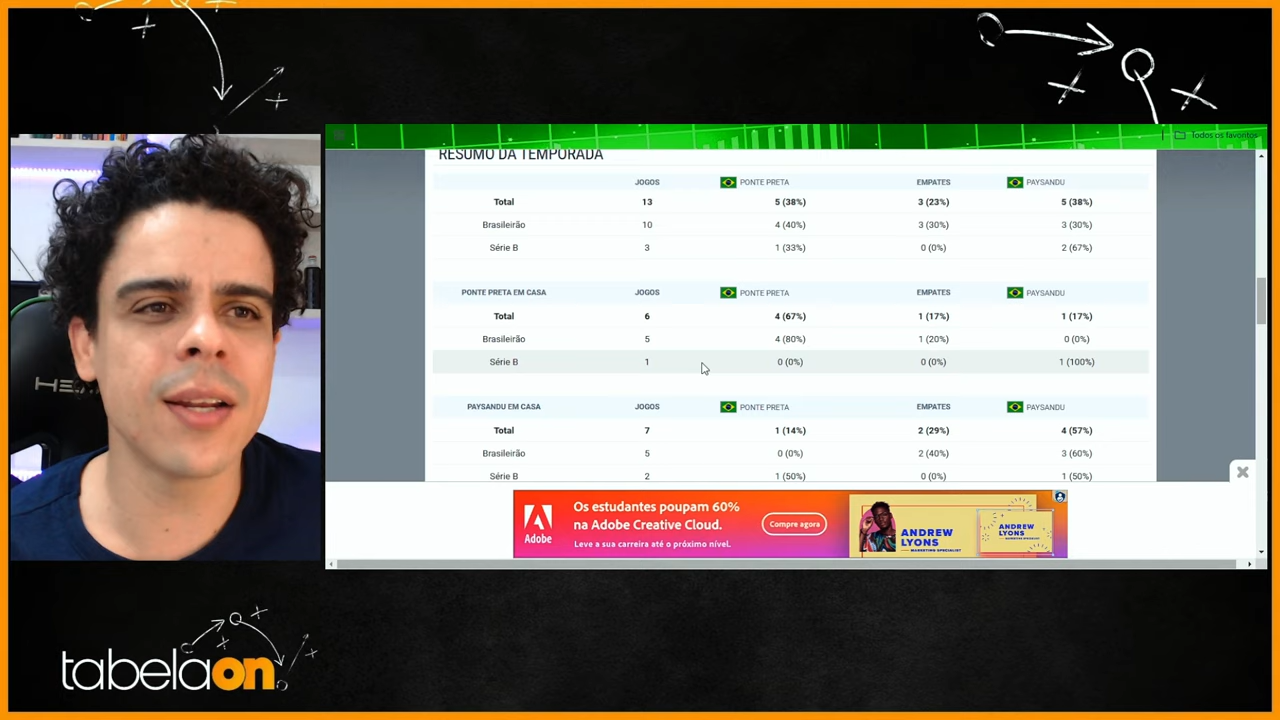 Todos os favoritos
RESUMO DA TEMPORADA
JOGOS PONTE PRETA EMPATES PAYSANDU
Total 13 5 (38%) 3 (23%) 5 (38%)
Brasileirão 10 4 (40%) 3 (30%) 3 (30%)
Série B 3 1 (33%) 0 (0%) 2 (67%)
PONTE PRETA EM CASA JOGOS PONTE PRETA EMPATES PAYSANDU
Total 6 4 (67%) 1 (17%) 1 (17%)
Brasileirão 5 4 (80%) 1 (20%) 0 (0%)
Série B 1 0 (0%) 0 (0%) 1 (100%)
PAYSANDU EM CASA JOGOS PONTE PRETA EMPATES PAYSANDU
Total 7 1 (14%) 2 (29%) 4 (57%)
Brasileirão 5 0 (0%) 2 (40%) 3 (60%)
Série B 2 1 (50%) 0 (0%) 1 (50%)
Adobe
Os estudantes poupam 60%
na Adobe Creative Cloud.
Leve a sua carreira até o próximo nível.
Compre agora
ANDREW
LYONS
MARKETING SPECIALIST
ANDREW
LYONS
tabelaon